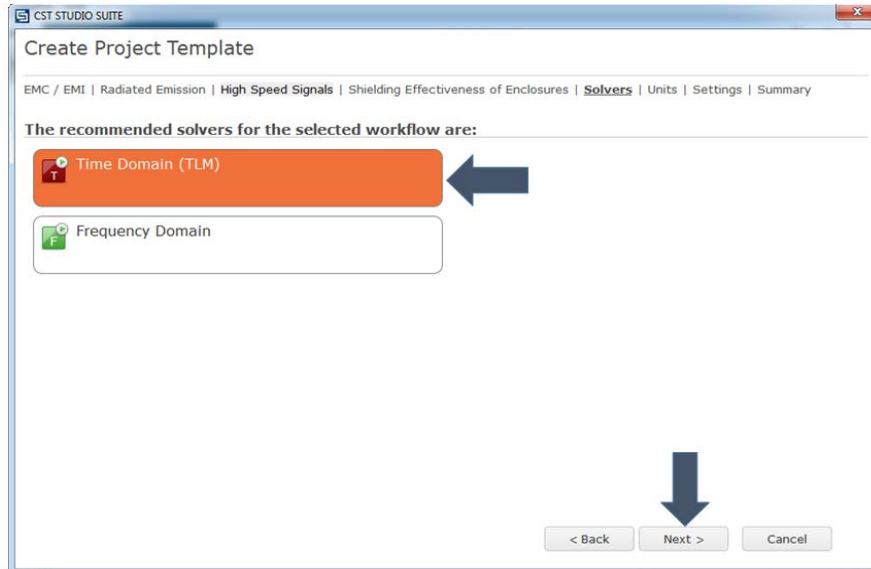 CST STUDIO SUITE
Create Project Template
EMC / EMI | Radiated Emission | High Speed Signals | Shielding Effectiveness of Enclosures | Solvers | Units | Settings | Summary
The recommended solvers for the selected workflow are:
Time Domain (TLM)
T
Frequency Domain
F
< Back Next > Cancel